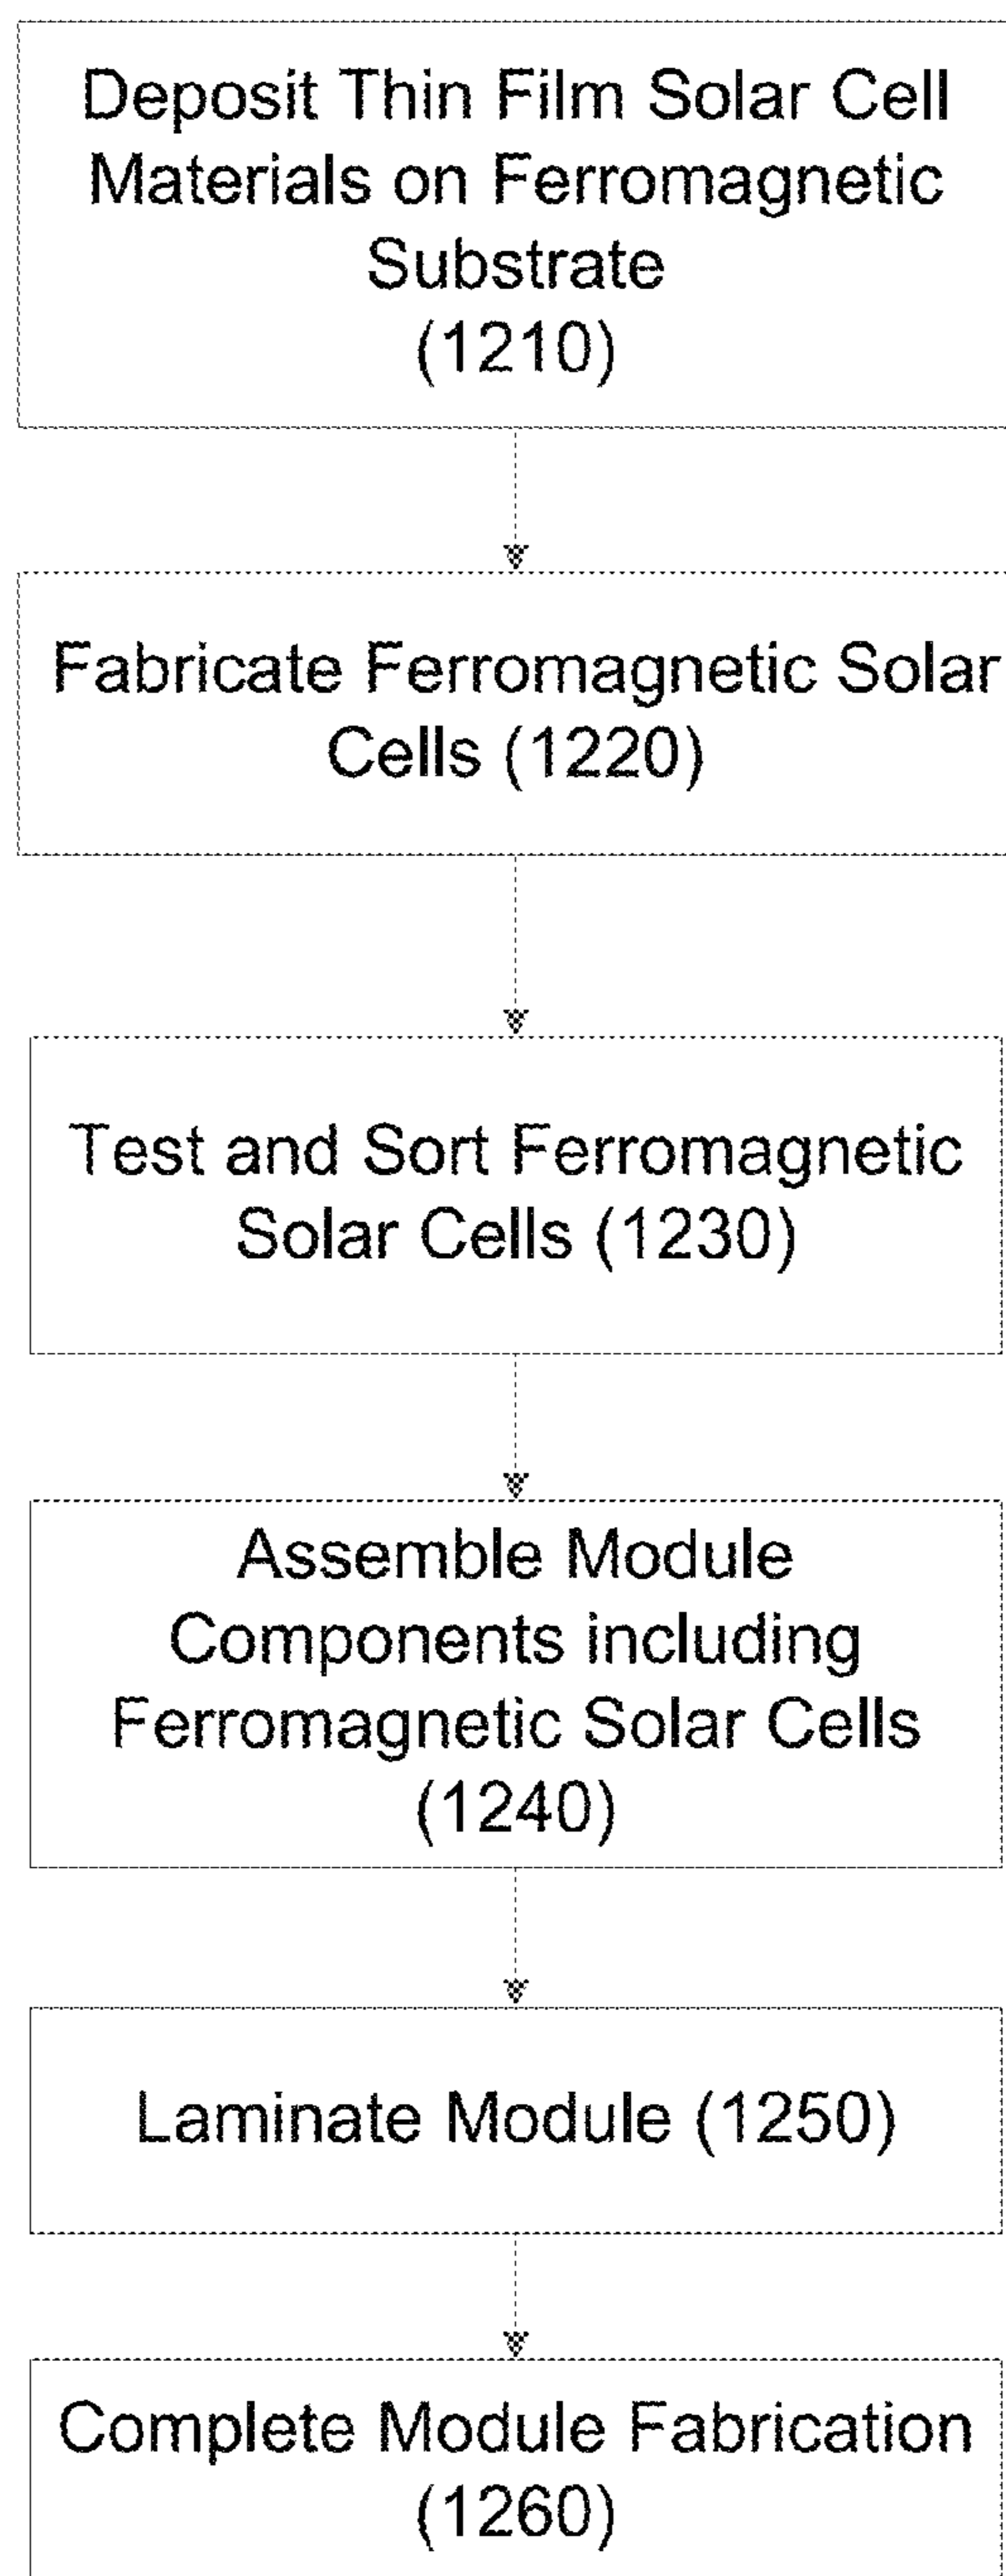 Deposit Thin Film Solar Cell
Materials on Ferromagnetic
Substrate
(1210)
Fabricate Ferromagnetic Solar
Cells (1220)
Test and Sort Ferromagnetic
Solar Cells (1230)
Assemble Module
Components including
Ferromagnetic Solar Cells
(1240)
Laminate Module (1250)
Complete Module Fabrication
(1260)